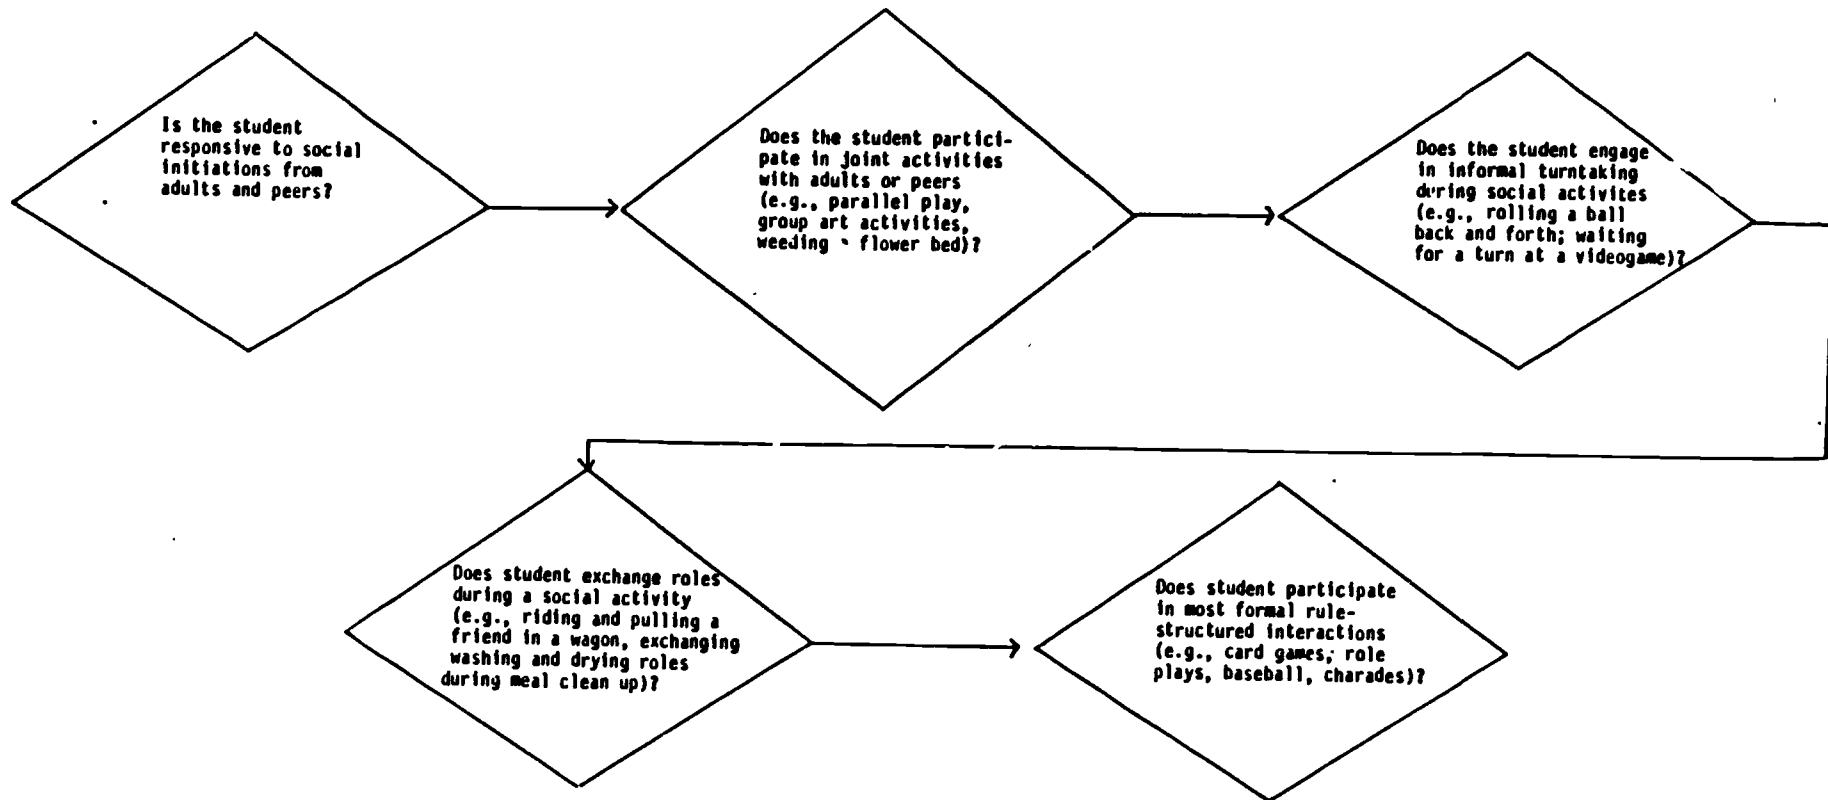 Is the student
responsive to social
initiations from
adults and peers?
Does the student partici-
pate in joint activities
with adults or peers
(e.g., parallel play,
group art activities,
weeding flower bed)?
Does the student engage
in informal turntaking
during social activites
(e.g., rolling a ball
back and forth; waiting
for a turn at a videogame)?
Does student exchange roles
during a social activity
(e.g., riding and pulling a
friend in a wagon, exchanging
washing and drying roles
during meal clean up)?
Does student participate
in most formal rule-
structured interactions
(e.g., card games, role
plays, baseball, charades)?